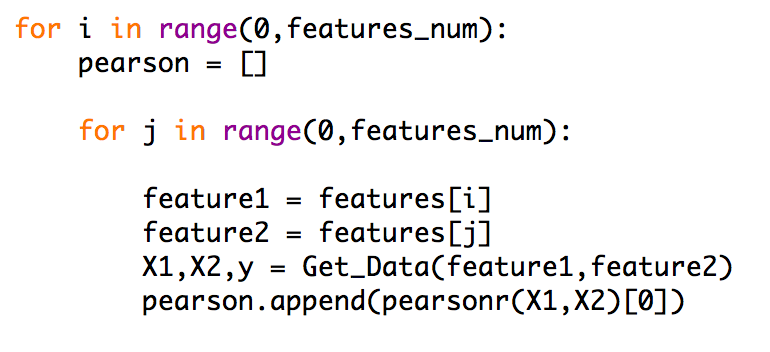 for i in range(0,features_num):
    pearson = []
    for j in range(0,features_num):
        feature1 = features[i]
        feature2 = features[j]
        X1,X2,y = Get_Data(feature1,feature2)
        pearson.append(pearsonr(X1,X2)[0])